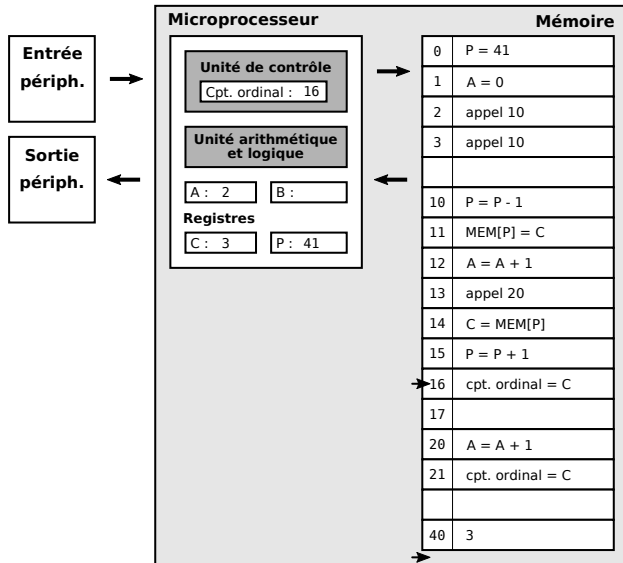 Microprocesseur
Mémoire
Entrée
périph.
Sortie
périph.
Unité de contrôle
Cpt. ordinal : 16
Unité arithmétique
et logique
A : 2
B :
Registres
C : 3
P : 41
0 P = 41
1 A = 0
2 appel 10
3 appel 10
10 P = P - 1
11 MEM[P] = C
12 A = A + 1
13 appel 20
14 C = MEM[P]
15 P = P + 1
16 cpt. ordinal = C
17
20 A = A + 1
21 cpt. ordinal = C
40 3